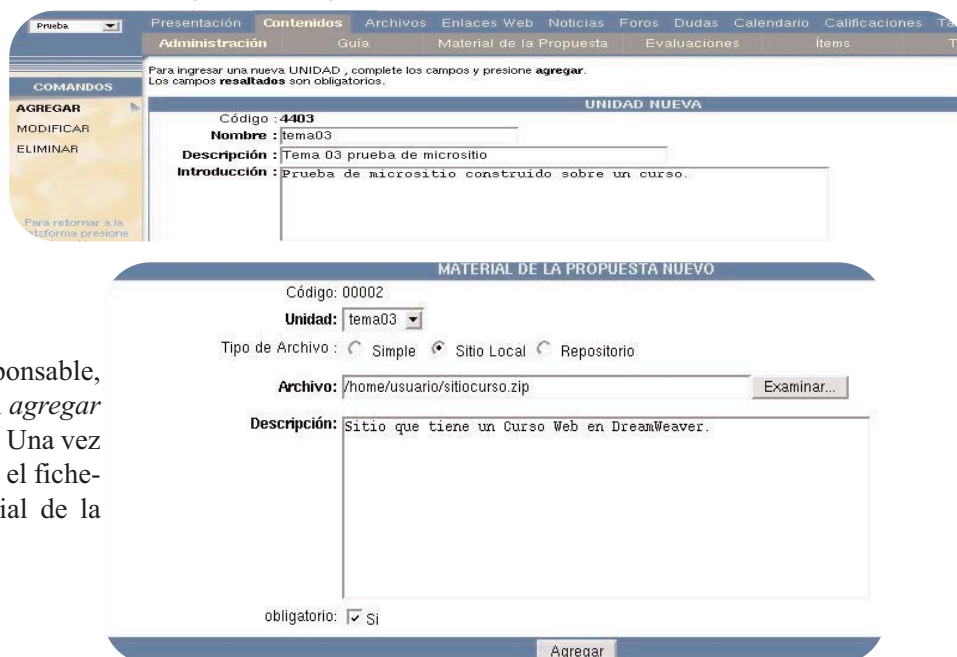 Prueba
Presentación Contenidos Archivos Enlaces Web Noticias Foros Dudas Calendario Calificaciones
Administración Guía Material de la Propuesta Evaluaciones Ítems
COMANDOS
AGREGAR
MODIFICAR
ELIMINAR
Para retornar a la
presione
Para ingresar una nueva UNIDAD , complete los campos y presione agregar.
Los campos resaltados son obligatorios.
UNIDAD NUEVA
Código :4403
Nombre : tema03
Descripción : Tema 03 prueba de micrositio
Introducción : Prueba de micrositio construido sobre un curso.
ponsable,
agregar
Una vez
el fiche-
ial de la
MATERIAL DE LA PROPUESTA NUEVO
Código: 00002
Unidad: tema03
Tipo de Archivo : Simple Sitio Local Repositorio
Archivo: /home/usuario/sitiocurso.zip Examinar...
Descripción: Sitio que tiene un Curso Web en DreamWeaver.
obligatorio: Si
Agregar